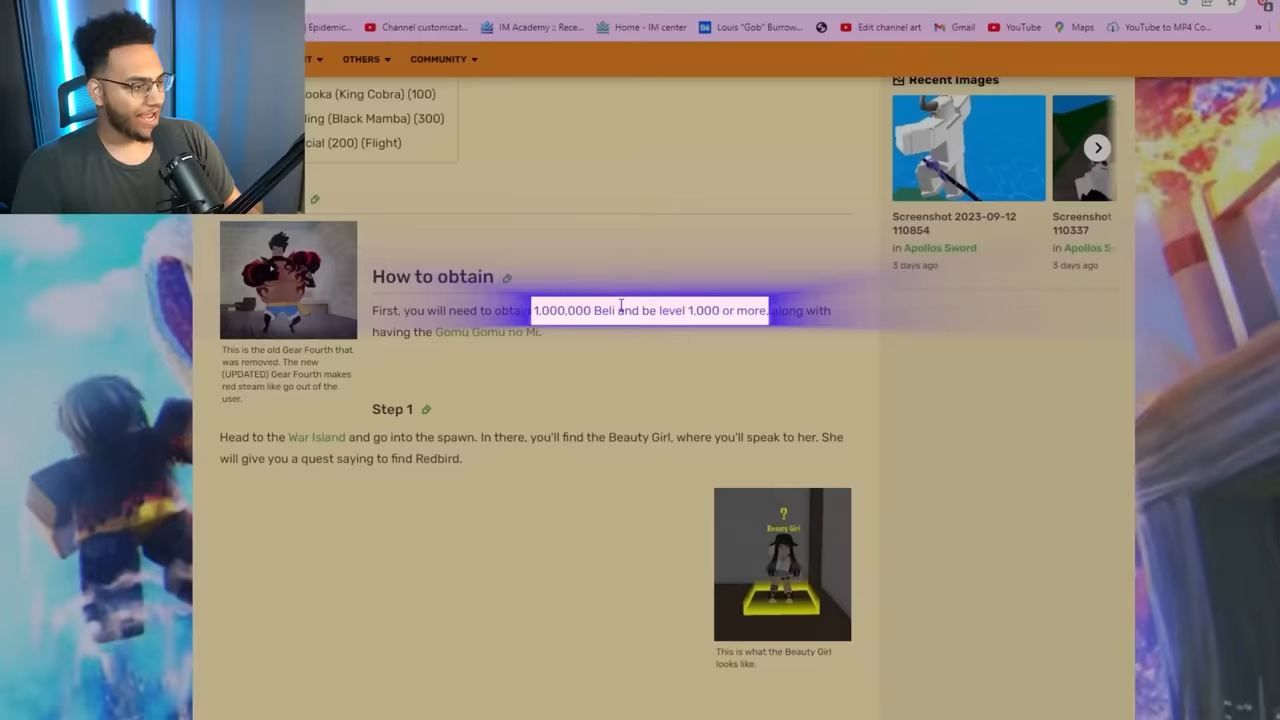 Epidemic...
Channel customizat...
IM Academy :: Rece...
Home - IM center
Bē
Louis "Gob" Burrow...
Edit channel art
Gmail
YouTube
Maps
YouTube to MP4 Co...
»
OTHERS
COMMUNITY
ooka (King Cobra) (100)
ling (Black Mamba) (300)
cial (200) (Flight)
Recent Images
Screenshot 2023-09-12
110854
in Apollos Sword
3 days ago
Screenshot
110337
in Apollos S
3 days ago
How to obtain
First, you will need to obtain 1,000,000 Beli and be level 1,000 or more, along with
having the Gomu Gomu no Mi.
This is the old Gear Fourth that
was removed. The new
(UPDATED) Gear Fourth makes
red steam like go out of the
user.
Step 1
Head to the War Island and go into the spawn. In there, you'll find the Beauty Girl, where you'll speak to her. She
will give you a quest saying to find Redbird.
?
Beauty Girl
This is what the Beauty Girl
looks like.